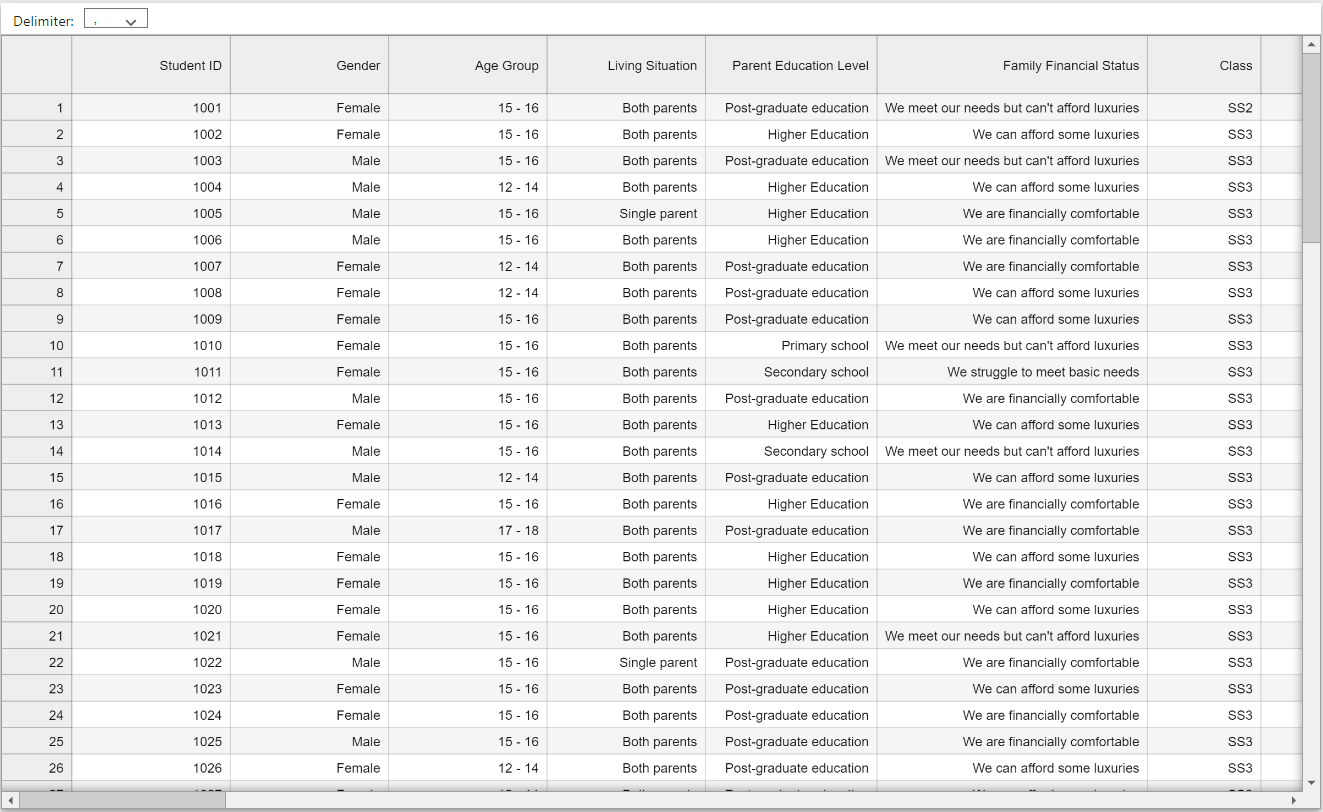 Delimiter: ,
Student ID Gender Age Group Living Situation Parent Education Level Family Financial Status Class
1 1001 Female 15 - 16 Both parents Post-graduate education We meet our needs but can't afford luxuries SS2
2 1002 Female 15 - 16 Both parents Higher Education We can afford some luxuries SS3
3 1003 Male 15 - 16 Both parents Post-graduate education We meet our needs but can't afford luxuries SS3
4 1004 Male 12 - 14 Both parents Higher Education We can afford some luxuries SS3
5 1005 Male 15 - 16 Single parent Higher Education We are financially comfortable SS3
6 1006 Male 15 - 16 Both parents Higher Education We are financially comfortable SS3
7 1007 Female 12 - 14 Both parents Post-graduate education We are financially comfortable SS3
8 1008 Female 12 - 14 Both parents Post-graduate education We can afford some luxuries SS3
9 1009 Female 15 - 16 Both parents Post-graduate education We can afford some luxuries SS3
10 1010 Female 15 - 16 Both parents Primary school We meet our needs but can't afford luxuries SS3
11 1011 Female 15 - 16 Both parents Secondary school We struggle to meet basic needs SS3
12 1012 Male 15 - 16 Both parents Post-graduate education We are financially comfortable SS3
13 1013 Female 15 - 16 Both parents Higher Education We can afford some luxuries SS3
14 1014 Male 15 - 16 Both parents Secondary school We meet our needs but can't afford luxuries SS3
15 1015 Male 12 - 14 Both parents Post-graduate education We can afford some luxuries SS3
16 1016 Female 15 - 16 Both parents Higher Education We are financially comfortable SS3
17 1017 Male 17 - 18 Both parents Post-graduate education We are financially comfortable SS3
18 1018 Female 15 - 16 Both parents Higher Education We can afford some luxuries SS3
19 1019 Female 15 - 16 Both parents Higher Education We are financially comfortable SS3
20 1020 Female 15 - 16 Both parents Higher Education We can afford some luxuries SS3
21 1021 Female 15 - 16 Both parents Higher Education We meet our needs but can't afford luxuries SS3
22 1022 Male 15 - 16 Single parent Post-graduate education We are financially comfortable SS3
23 1023 Female 15 - 16 Both parents Post-graduate education We can afford some luxuries SS3
24 1024 Female 15 - 16 Both parents Post-graduate education We are financially comfortable SS3
25 1025 Male 15 - 16 Both parents Post-graduate education We are financially comfortable SS3
26 1026 Female 12 - 14 Both parents Post-graduate education We can afford some luxuries SS3